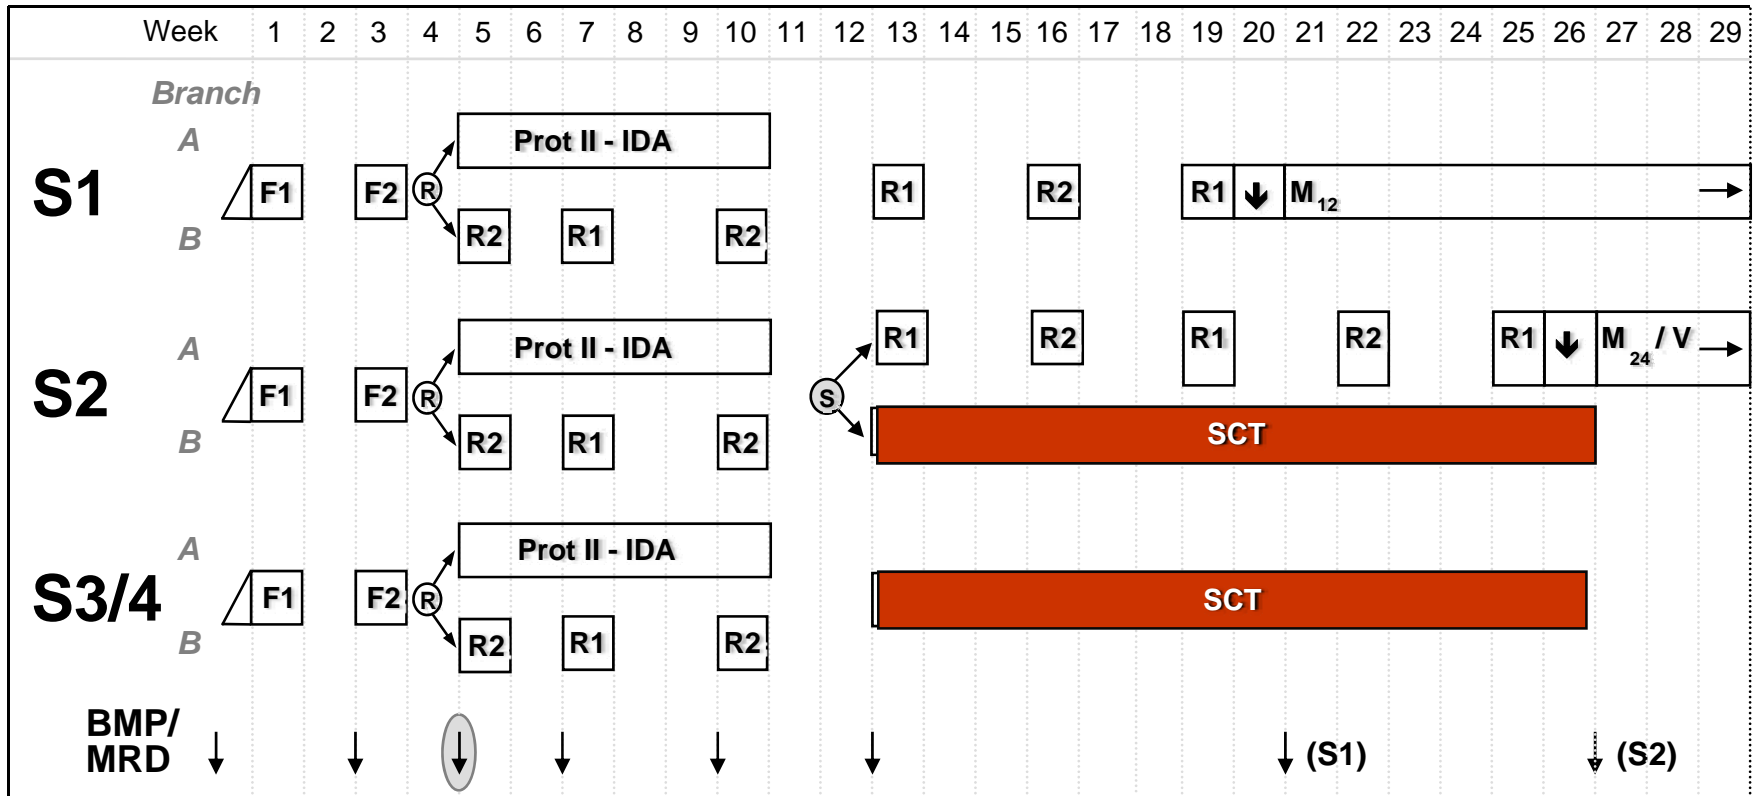 Week 1 2 3 4 5 6 7 8 9 10 11 12 13 14 15 16 17 18 19 20 21 22 23 24 25 26 27 28 29
Branch
A Prot II - IDA
S1 F1 F2 R R1 R2 R1 M12
B R2 R1 R2
A Prot II - IDA R1 R2 R1 R2 R1 M24 / V
S2 F1 F2 R S
B R2 R1 R2 SCT
A Prot II - IDA
S3/4 F1 F2 R SCT
B R2 R1 R2
BMP/
MRD (S1) (S2)